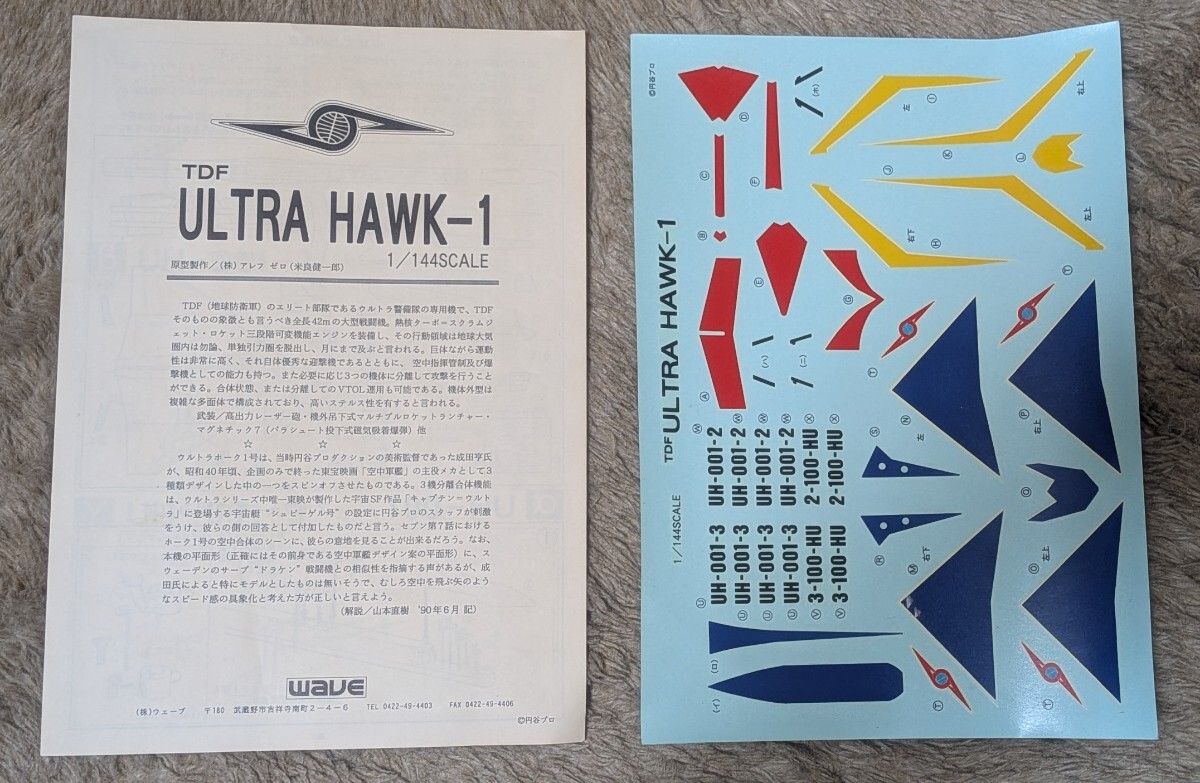 TDF
ULTRA HAWK-1
1/144SCALE
原型製作/(株)アレフ ゼロ(米良健一郎)
TDF(地球防衛軍)のエリート部隊であるウルトラ警備隊の専用機で、TDF
そのものの象徴とも言うべき全長42mの大型戦闘機。熱核ターボ=スクラムジ
ェット・ロケット三段階可変機能エンジンを装備し、その行動領域は地球大気
圏内は勿論、単独引力圏を脱出し、月にまで及ぶと言われる。巨体ながら運動
性は非常に高く、それ自体優秀な迎撃機であるとともに、空中指揮管制及び爆
撃機としての能力も持つ。また必要に応じ3つの機体に分離して攻撃を行うこと
ができる。合体状態、または分離してのVTOL運用も可能である。機体外型は
複雑な多面体で構成されており、高いステルス性を有すると言われる。
武装/高出力レーザー砲・機外吊下式マルチプルロケットランチャー・
マグネチック7(パラシュート投下式磁気吸着爆弾)他
☆ ☆ ☆
ウルトラホーク1号は、当時円谷プロダクションの美術監督であった成田亨氏
が、昭和40年頃、企画のみで終った東宝映画「空中軍艦」の主役メカとして3
種類デザインした中の一つをスピンオフさせたものである。3機分離合体機能
は、ウルトラシリーズ中唯一東映が製作した宇宙SF作品「キャプテン=ウルト
ラ」に登場する宇宙艇“シュピーゲル号”の設定に円谷プロのスタッフが刺激
をうけ、彼らの側の回答として付加したものだと言う。セブン第7話における
ホーク1号の空中合体のシーンに、彼らの意地を見ることが出来るだろう。なお、
本機の平面形(正確にはその前身である空中軍艦デザイン案の平面形)に、ス
ウェーデンのサーブ“ドラケン”戦闘機との相似性を指摘する声があるが、成
田氏によると特にモデルとしたものは無いそうで、むしろ空中を飛ぶ矢のよう
なスピード感の具象化と考えた方が正しいと言えよう。
(解説/山本直樹 '90年6月 記)
WAVE
(株)ウェーブ 〒180 武蔵野市吉祥寺南町2-4-6 TEL 0422-49-4403 FAX 0422-49-4406
©円谷プロ
©円谷プロ
TDF ULTRA HAWK-1
1/144SCALE
A
B
C
D
E
F
G
(ハ)
(ニ)
(ホ)
I 左
J
K 右上
L
H 右下
左上
W UH-001-2
UH-001-2 W
UH-001-2 W
UH-001-2 W
2-100-HU X
2-100-HU X
U UH-001-3
U UH-001-3
U UH-001-3
U UH-001-3
V 3-100-HU
V 3-100-HU
T
T
S
N 左
P 右上
Q
R
M 右下
O 左上
T
T
(ロ)
(イ)